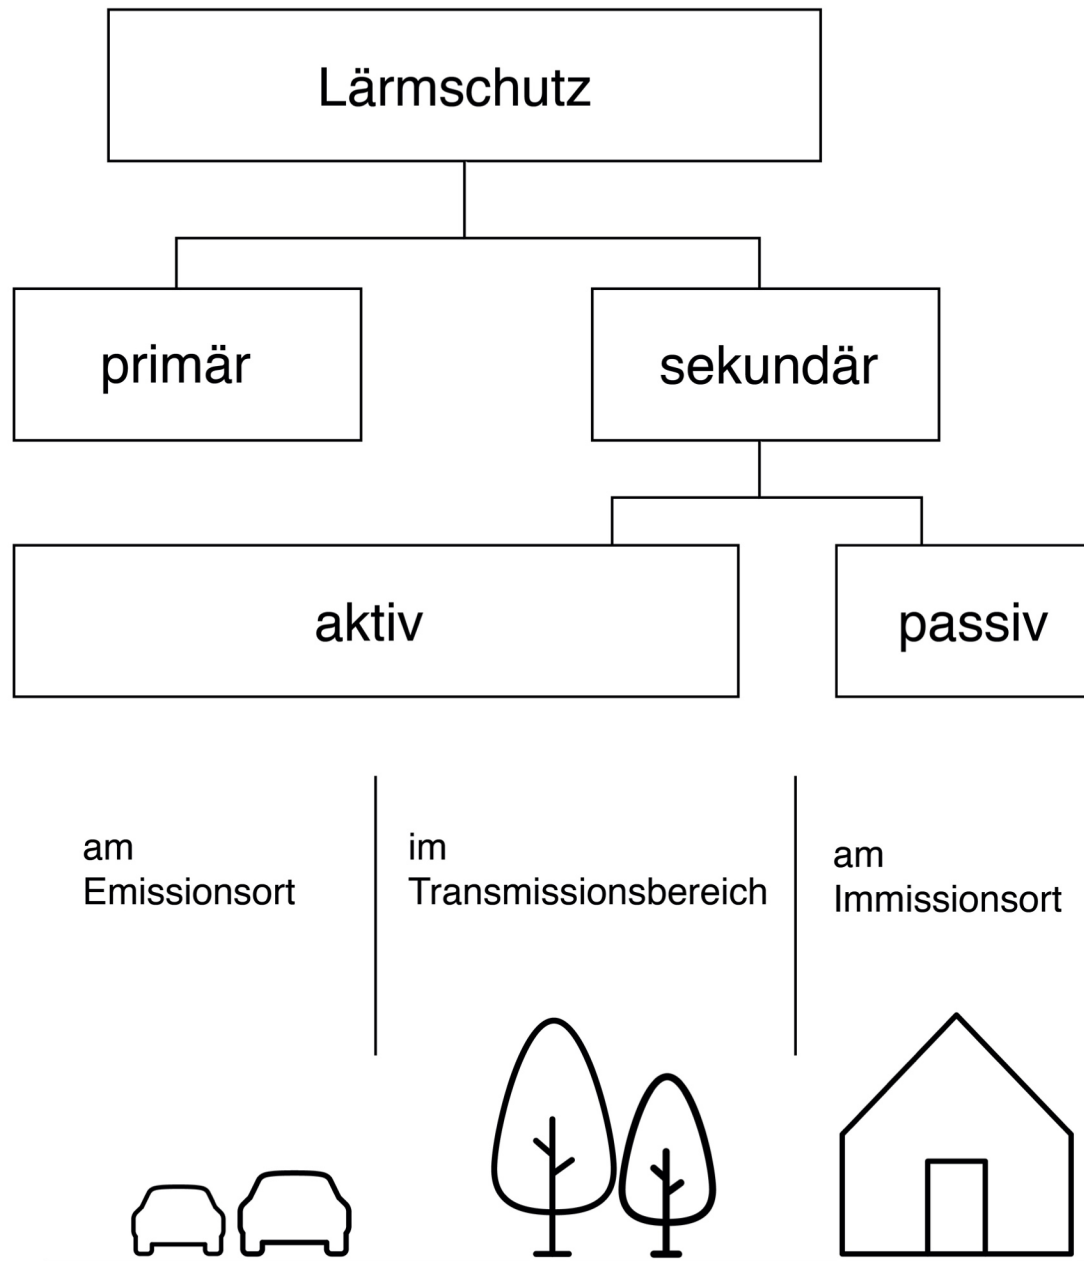 Lärmschutz
primär
sekundär
aktiv
passiv
am
Emissionsort
im
Transmissionsbereich
am
Immissionsort